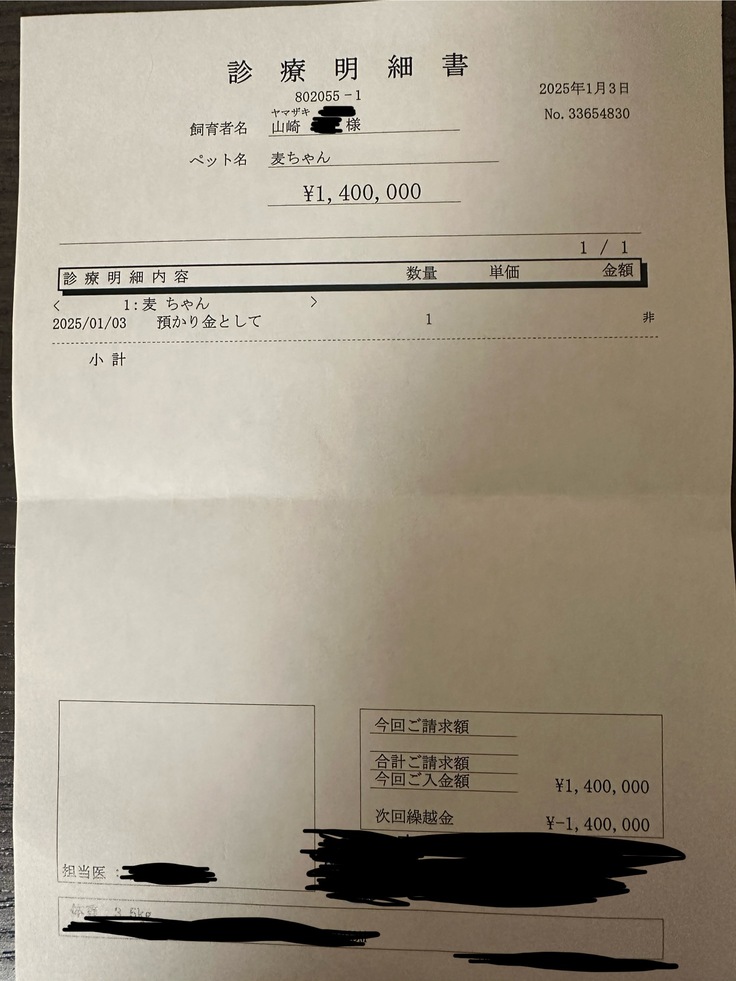 診療明細書
802055-1
2025年1月3日
No.33654830
ヤマザキ
飼育者名 山崎 様
ペット名 麦ちゃん
¥1,400,000
1 / 1
診療明細内容 数量 単価 金額
< 1:麦 ちゃん >
2025/01/03 預かり金として 1 非
小計
今回ご請求額
合計ご請求額
今回ご入金額 ¥1,400,000
次回繰越金 ¥-1,400,000
担当医:
体重 3.6kg